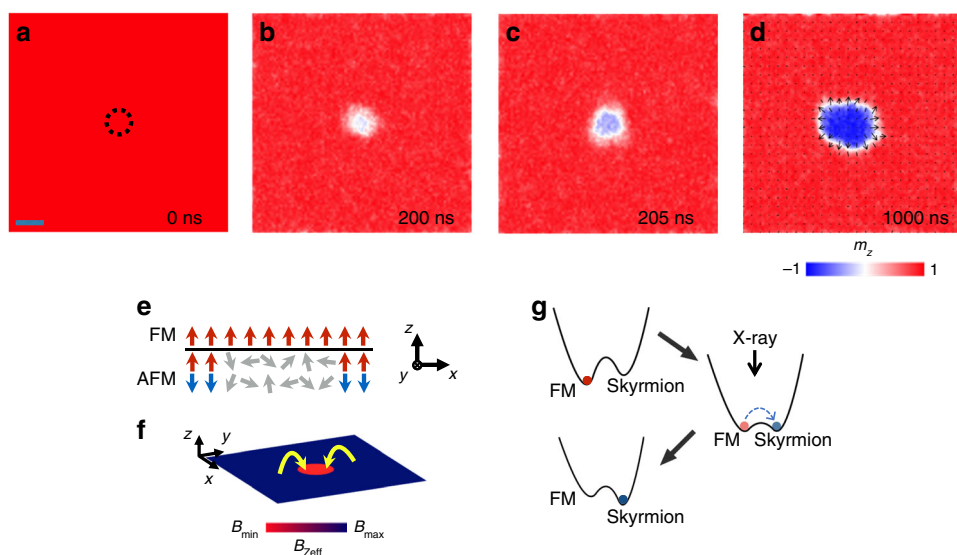 a
b
c
d
0 ns
200 ns
205 ns
1000 ns
m_z
–1
1
e
FM
AFM
z
y
x
f
z
y
x
B_min
B_max
B_Zeff
g
FM
Skyrmion
X-ray
FM Skyrmion
FM
Skyrmion